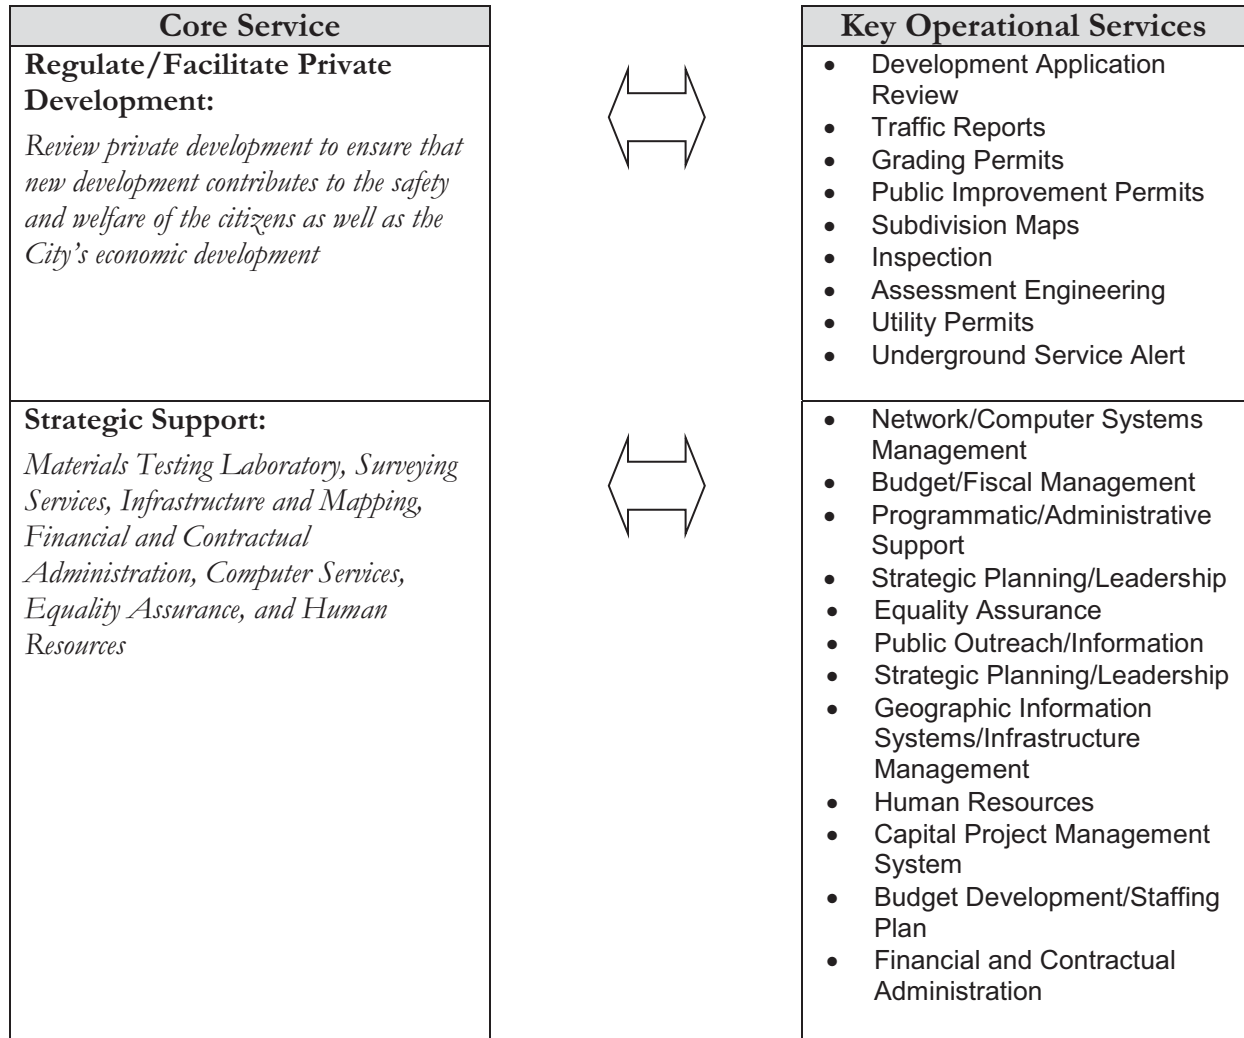 Core Service
Regulate/Facilitate Private
Development:
Review private development to ensure that
new development contributes to the safety
and welfare of the citizens as well as the
City's economic development
Key Operational Services
• Development Application
Review
• Traffic Reports
• Grading Permits
• Public Improvement Permits
• Subdivision Maps
• Inspection
• Assessment Engineering
• Utility Permits
• Underground Service Alert
Strategic Support:
Materials Testing Laboratory, Surveying
Services, Infrastructure and Mapping,
Financial and Contractual
Administration, Computer Services,
Equality Assurance, and Human
Resources
• Network/Computer Systems
Management
• Budget/Fiscal Management
• Programmatic/Administrative
Support
• Strategic Planning/Leadership
• Equality Assurance
• Public Outreach/Information
• Strategic Planning/Leadership
• Geographic Information
Systems/Infrastructure
Management
• Human Resources
• Capital Project Management
System
• Budget Development/Staffing
Plan
• Financial and Contractual
Administration